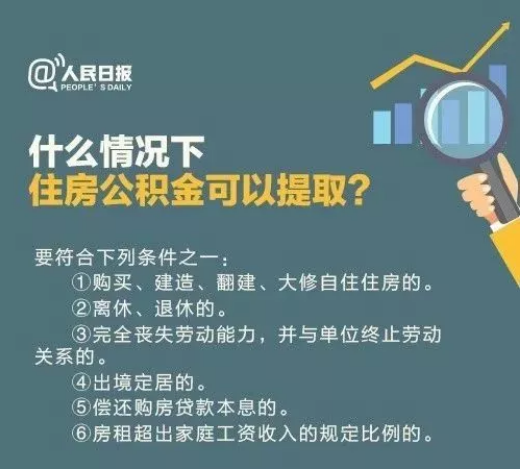 @人民日报
PEOPLE'S DAILY
什么情况下
住房公积金可以提取？
要符合下列条件之一：
①购买、建造、翻建、大修自住住房的。
②离休、退休的。
③完全丧失劳动能力，并与单位终止劳动
关系的。
④出境定居的。
⑤偿还购房贷款本息的。
⑥房租超出家庭工资收入的规定比例的。